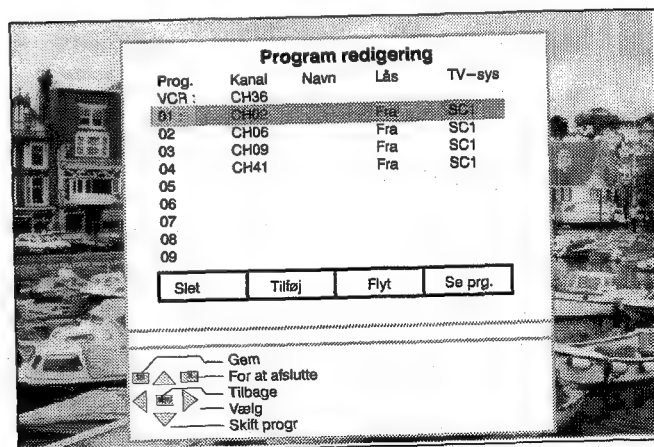 Program redigering
Prog. Kanal Navn Lås TV-sys
VCR : CH36
01 : CH02 Fra SC1
02 CH06 Fra SC1
03 CH09 Fra SC1
04 CH41 Fra SC1
05
06
07
08
09
Slet Tilføj Flyt Se prg.
Gem
For at afslutte
Tilbage
Vælg
Skift progr